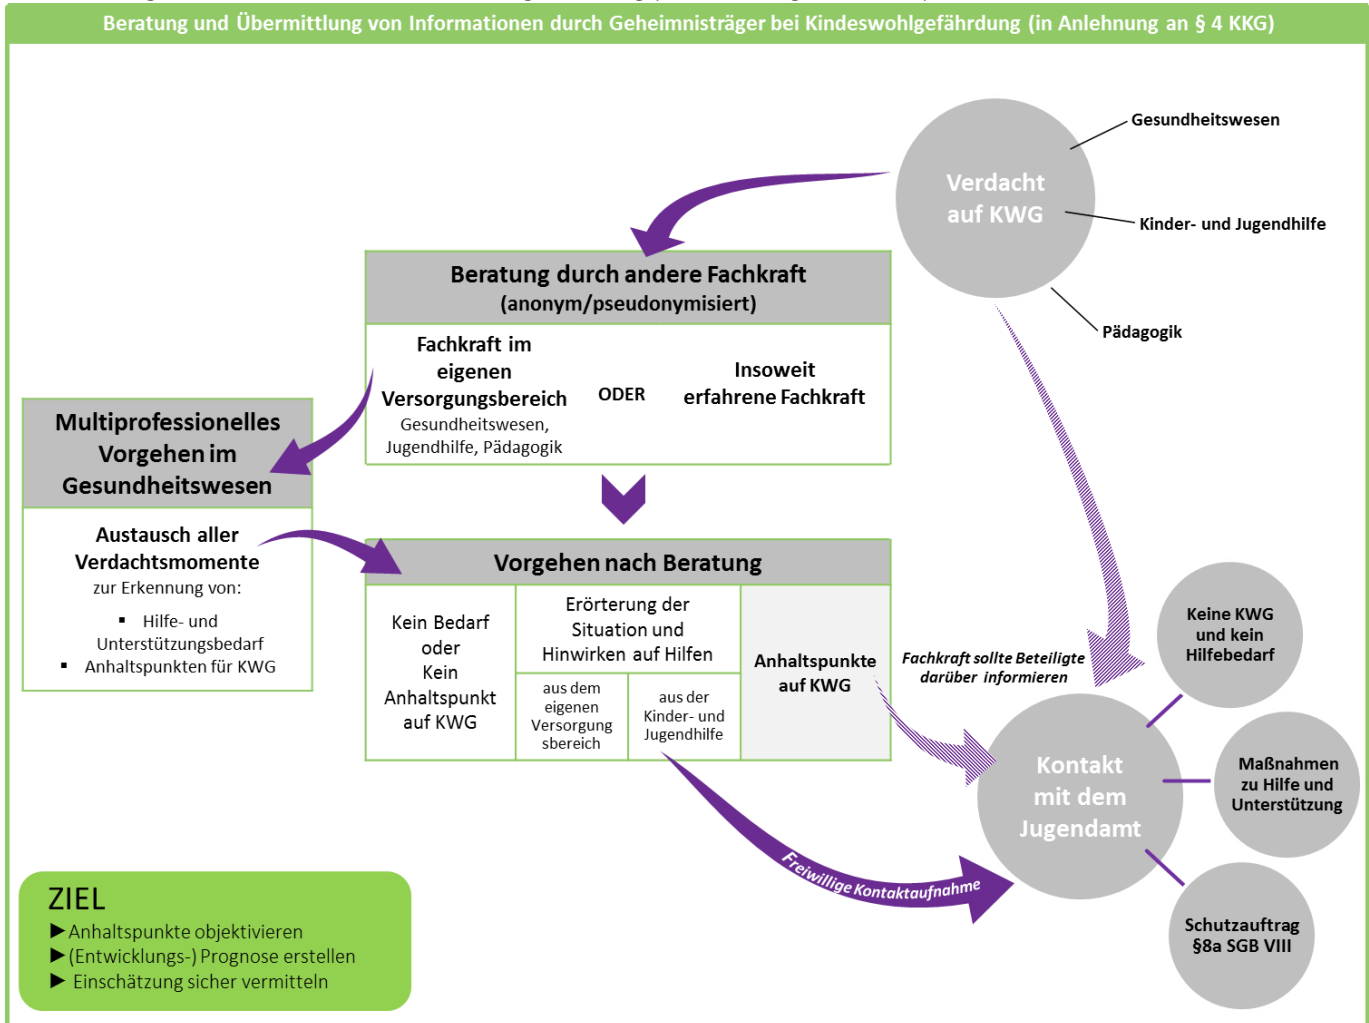 Beratung und Übermittlung von Informationen durch Geheimnisträger bei Kindeswohlgefährdung (in Anlehnung an § 4 KKG)
Verdacht
auf KWG
Gesundheitswesen
Kinder- und Jugendhilfe
Pädagogik
Beratung durch andere Fachkraft
(anonym/pseudonymisiert)
Fachkraft im
eigenen
Versorgungsbereich
Gesundheitswesen,
Jugendhilfe, Pädagogik
ODER
Insoweit
erfahrene Fachkraft
Multiprofessionelles
Vorgehen im
Gesundheitswesen
Austausch aller
Verdachtsmomente
zur Erkennung von:
▪ Hilfe- und
Unterstützungsbedarf
▪ Anhaltspunkten für KWG
Vorgehen nach Beratung
Kein Bedarf
oder
Kein
Anhaltspunkt
auf KWG
Erörterung der
Situation und
Hinwirken auf Hilfen
aus dem
eigenen
Versorgung
sbereich
aus der
Kinder- und
Jugendhilfe
Anhaltspunkte
auf KWG
Fachkraft sollte Beteiligte
darüber informieren
Freiwillige Kontaktaufnahme
Kontakt
mit dem
Jugendamt
Keine KWG
und kein
Hilfebedarf
Maßnahmen
zu Hilfe und
Unterstützung
Schutzauftrag
§8a SGB VIII
ZIEL
►Anhaltspunkte objektivieren
►(Entwicklungs-) Prognose erstellen
► Einschätzung sicher vermitteln